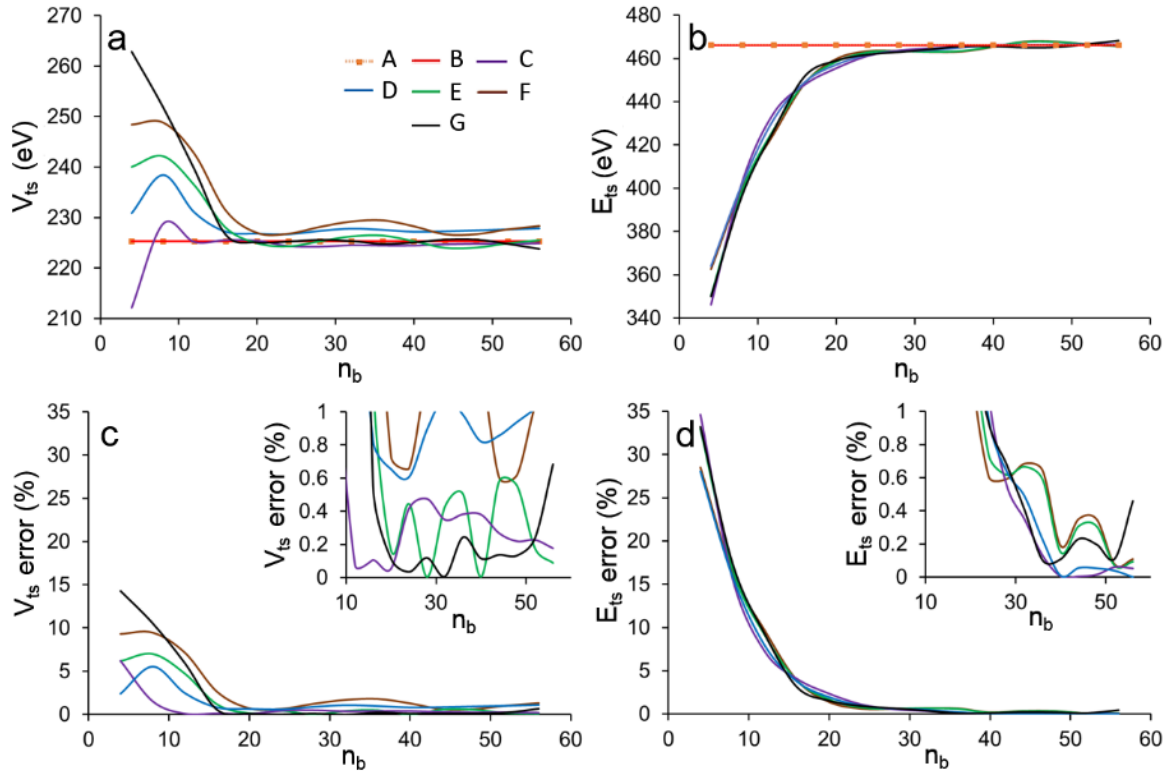 a
270
260
250
240
230
220
210
V_ts (eV)
A B C
D E F
G
0 10 20 30 40 50 60
n_b
b
480
460
440
420
400
380
360
340
E_ts (eV)
0 10 20 30 40 50 60
n_b
c
35
30
25
20
15
10
5
0
V_ts error (%)
0 10 20 30 40 50 60
n_b
1
0.8
0.6
0.4
0.2
0
V_ts error (%)
10 30 50
n_b
d
35
30
25
20
15
10
5
0
E_ts error (%)
0 10 20 30 40 50 60
n_b
1
0.8
0.6
0.4
0.2
0
E_ts error (%)
10 30 50
n_b